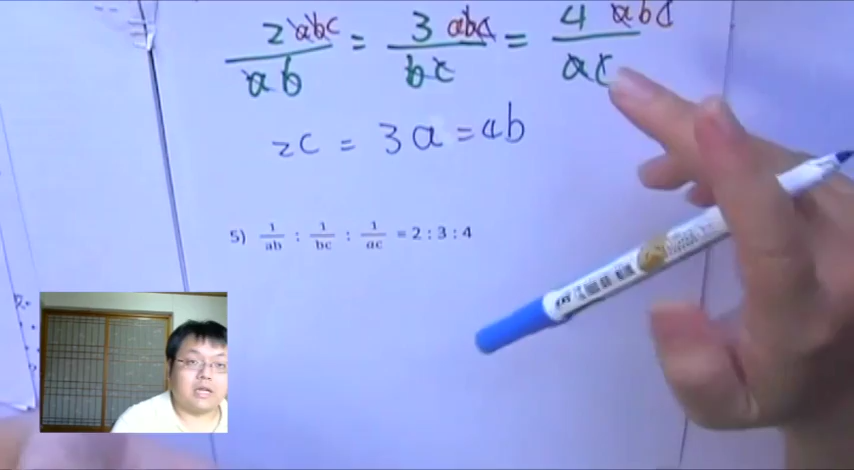 2abc/ab = 3abc/bc = 4abc/ac
2c = 3a = 4b
5) 1/ab : 1/bc : 1/ac = 2 : 3 : 4